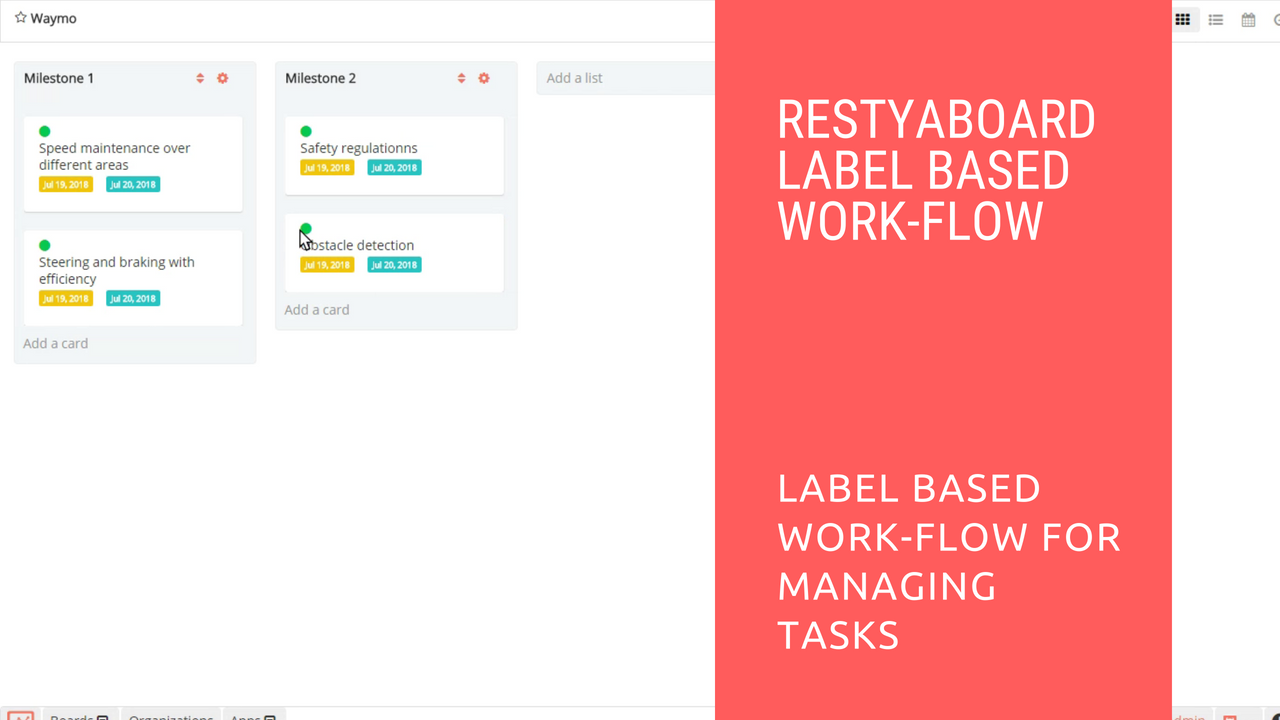 Waymo
Milestone 1
Speed maintenance over
different areas
Jul 19, 2018 Jul 20, 2018
Steering and braking with
efficiency
Jul 19, 2018 Jul 20, 2018
Add a card
Milestone 2
Safety regulationns
Jul 19, 2018 Jul 20, 2018
detection
Jul 19, 2018 Jul 20, 2018
Add a card
Add a list
RESTYABOARD
LABEL BASED
WORK-FLOW
LABEL BASED
WORK-FLOW FOR
MANAGING
TASKS
Boards Organizations Apps